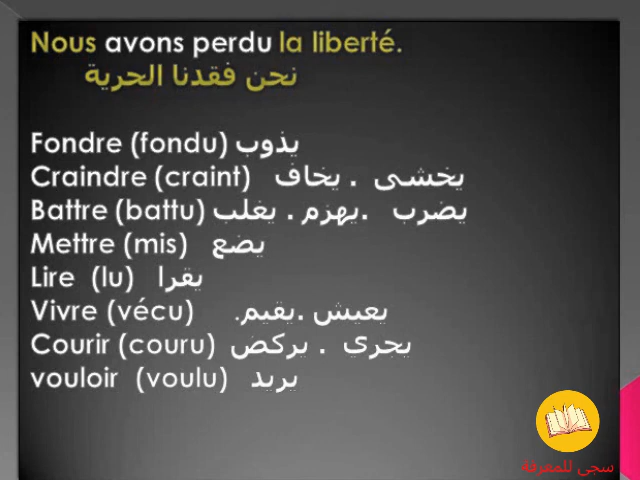 Nous avons perdu la liberté.
نحن فقدنا الحرية
Fondre (fondu) يذوب
Craindre (craint) يخشى . يخاف
Battre (battu) يضرب .يهزم . يغلب
Mettre (mis) يضع
Lire (lu) يقرا
Vivre (vécu) يعيش .يقيم.
Courir (couru) يجري . يركض
vouloir (voulu) يريد
سجى للمعرفة